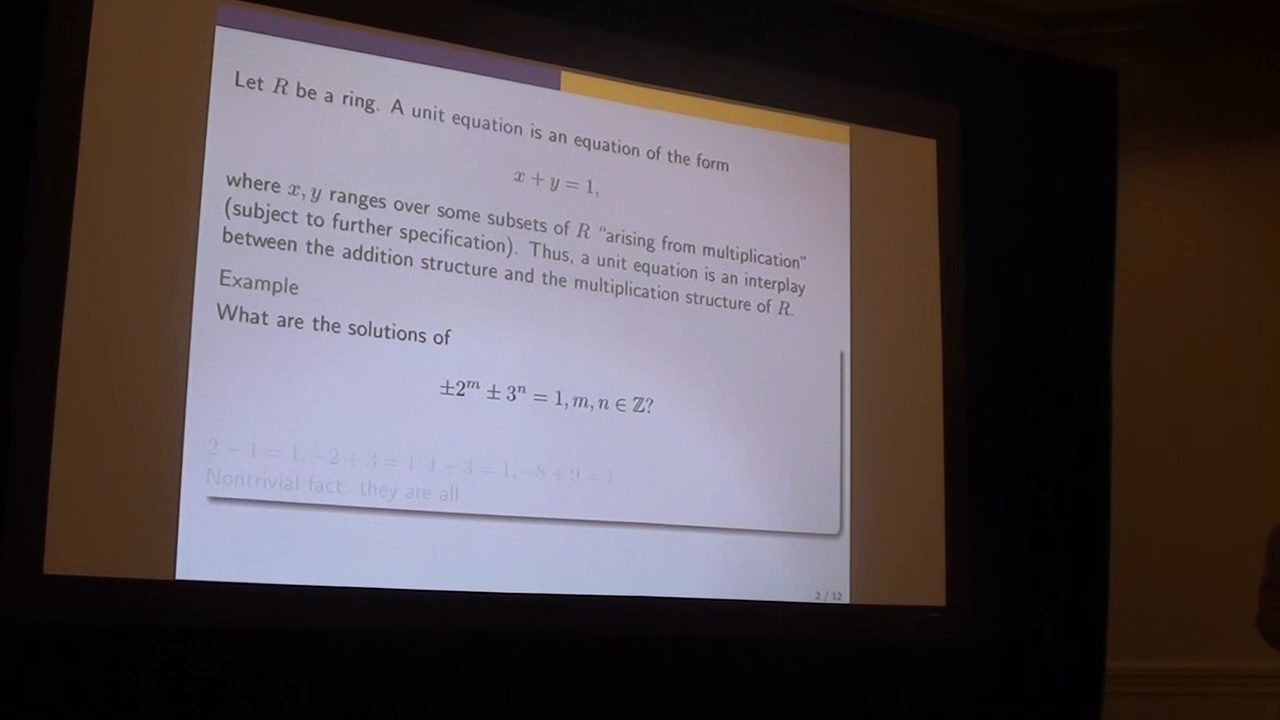 Let R be a ring. A unit equation is an equation of the form
x + y = 1,
where x, y ranges over some subsets of R "arising from multiplication"
(subject to further specification). Thus, a unit equation is an interplay
between the addition structure and the multiplication structure of R.
Example
What are the solutions of
±2^m ± 3^n = 1, m, n ∈ ℤ?
2 − 1 = 1, −2 + 3 = 1, 4 − 3 = 1, −8 + 9 = 1
Nontrivial fact: they are all.
2 / 12